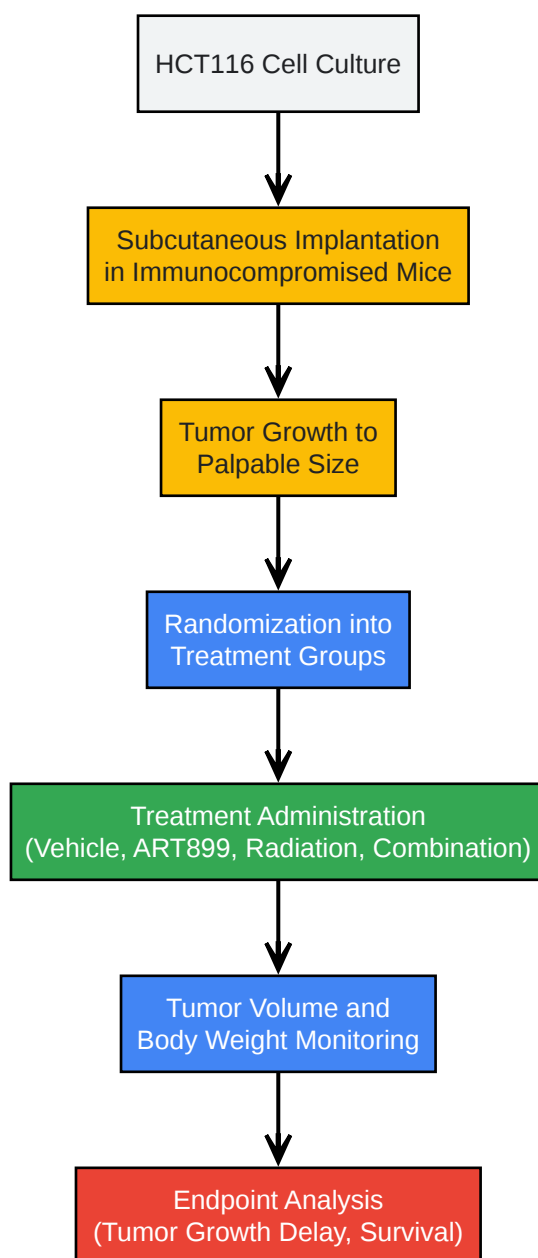 HCT116 Cell Culture
Subcutaneous Implantation
in Immunocompromised Mice
Tumor Growth to
Palpable Size
Randomization into
Treatment Groups
Treatment Administration
(Vehicle, ART899, Radiation, Combination)
Tumor Volume and
Body Weight Monitoring
Endpoint Analysis
(Tumor Growth Delay, Survival)